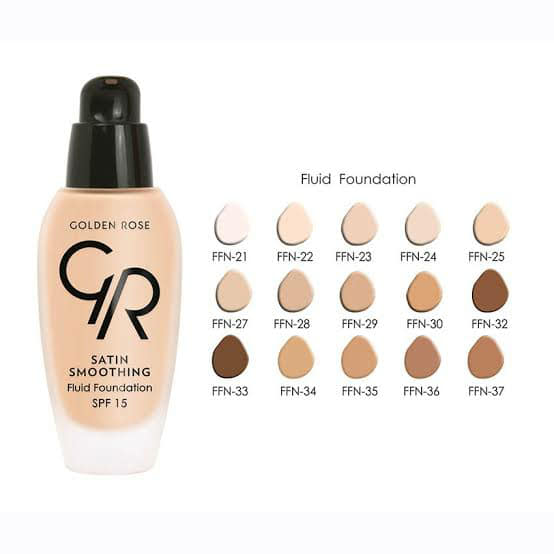 GOLDEN ROSE
GR
SATIN
SMOOTHING
Fluid Foundation
SPF 15
Fluid Foundation
FFN-21 FFN-22 FFN-23 FFN-24 FFN-25
FFN-27 FFN-28 FFN-29 FFN-30 FFN-32
FFN-33 FFN-34 FFN-35 FFN-36 FFN-37